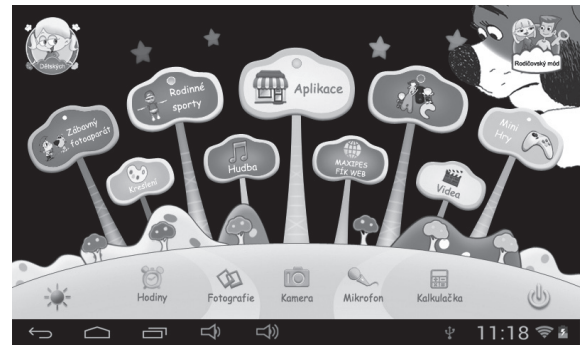 Dětských
Rodičovský mód
Rodinné
sporty
Aplikace
Zábavný
fotoaparát
Mini
Hry
Kreslení
Hudba
MAXIPES
FÍK WEB
Videa
Hodiny
Fotografie
Kamera
Mikrofon
Kalkulačka
11:18